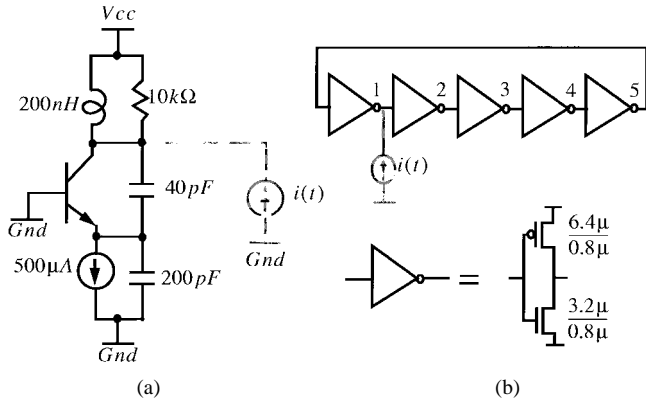 Vcc
200nH
10kΩ
40pF
i(t)
Gnd
Gnd
500μA
200pF
Gnd
(a)
1
2
3
4
5
i(t)
=
6.4μ
0.8μ
3.2μ
0.8μ
(b)